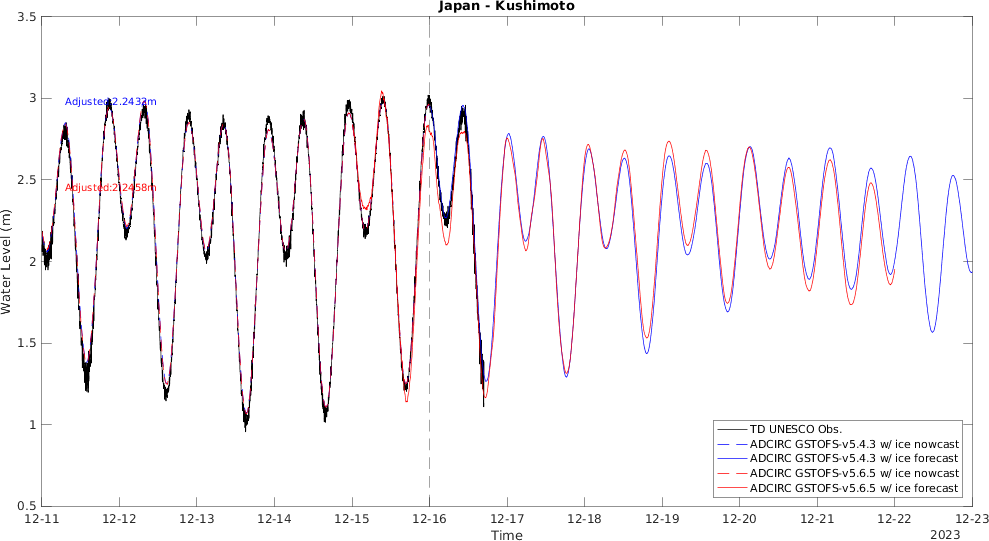 Japan - Kushimoto
3.5
3
2.5
2
1.5
1
0.5
Water Level (m)
Adjusted:2.2433m
Adjusted:2.2458m
TD UNESCO Obs.
ADCIRC GSTOFS-v5.4.3 w/ ice nowcast
ADCIRC GSTOFS-v5.4.3 w/ ice forecast
ADCIRC GSTOFS-v5.6.5 w/ ice nowcast
ADCIRC GSTOFS-v5.6.5 w/ ice forecast
12-11 12-12 12-13 12-14 12-15 12-16 12-17 12-18 12-19 12-20 12-21 12-22 12-23
Time
2023